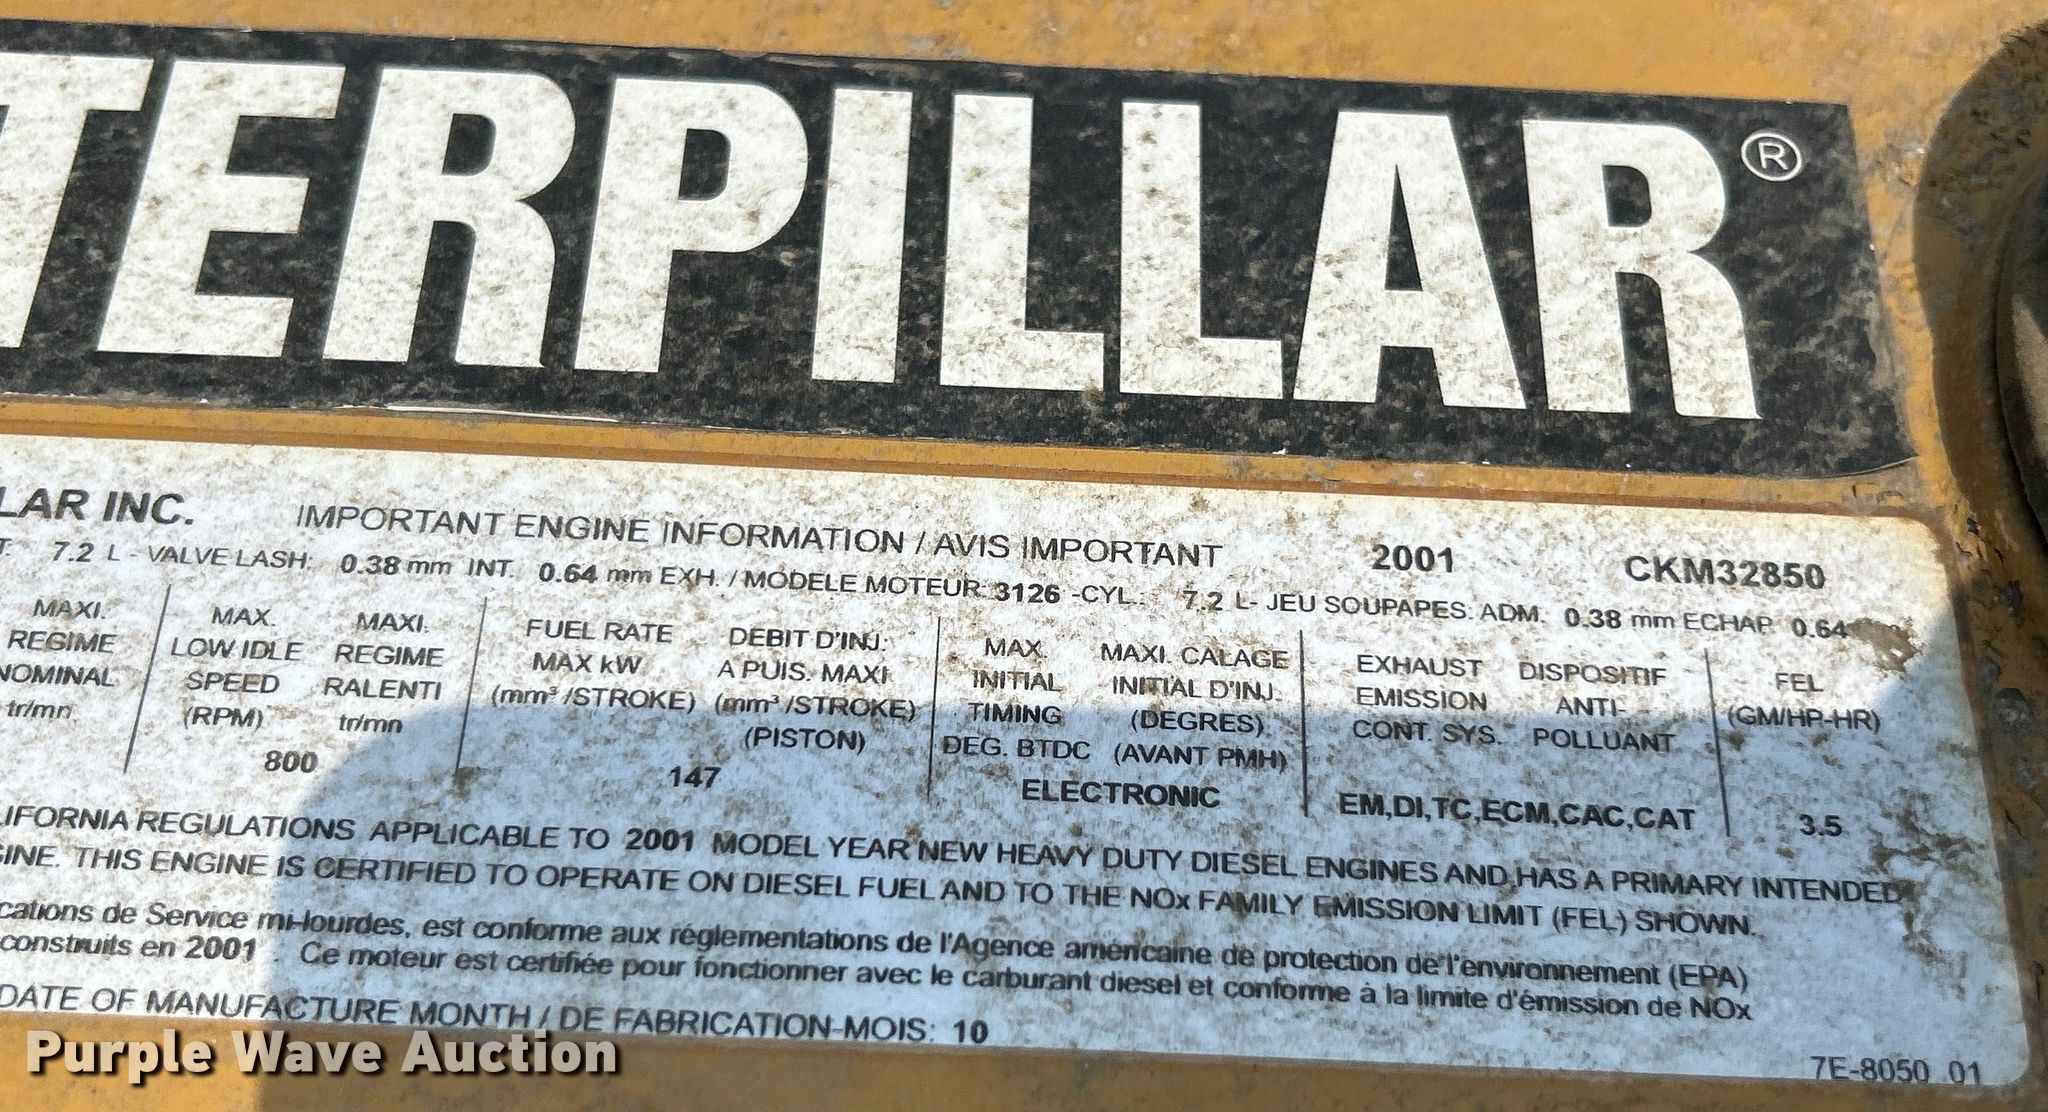 TERPILLAR®
LAR INC. IMPORTANT ENGINE INFORMATION / AVIS IMPORTANT 2001 CKM32850
T: 7.2 L - VALVE LASH: 0.38 mm INT. 0.64 mm EXH. / MODELE MOTEUR: 3126 -CYL.: 7.2 L- JEU SOUPAPES: ADM. 0.38 mm ECHAP. 0.64
MAXI. MAX. MAXI. FUEL RATE DEBIT D'INJ: MAX. MAXI. CALAGE EXHAUST DISPOSITIF FEL
REGIME LOW IDLE REGIME MAX kW A PUIS. MAXI INITIAL INITIAL D'INJ. EMISSION ANTI- (GM/HP-HR)
NOMINAL SPEED RALENTI (mm³ /STROKE) (mm³ /STROKE) TIMING (DEGRES) CONT. SYS. POLLUANT
tr/mn (RPM) tr/mn (PISTON) DEG. BTDC (AVANT PMH)
800 147 ELECTRONIC EM,DI,TC,ECM,CAC,CAT 3.5
LIFORNIA REGULATIONS APPLICABLE TO 2001 MODEL YEAR NEW HEAVY DUTY DIESEL ENGINES AND HAS A PRIMARY INTENDED
GINE. THIS ENGINE IS CERTIFIED TO OPERATE ON DIESEL FUEL AND TO THE NOx FAMILY EMISSION LIMIT (FEL) SHOWN.
cations de Service mi-lourdes, est conforme aux réglementations de l'Agence américaine de protection de l'environnement (EPA)
construits en 2001 . Ce moteur est certifiée pour fonctionner avec le carburant diesel et conforme à la limite d'émission de NOx
DATE OF MANUFACTURE MONTH / DE FABRICATION-MOIS: 10
7E-8050 01
Purple Wave Auction